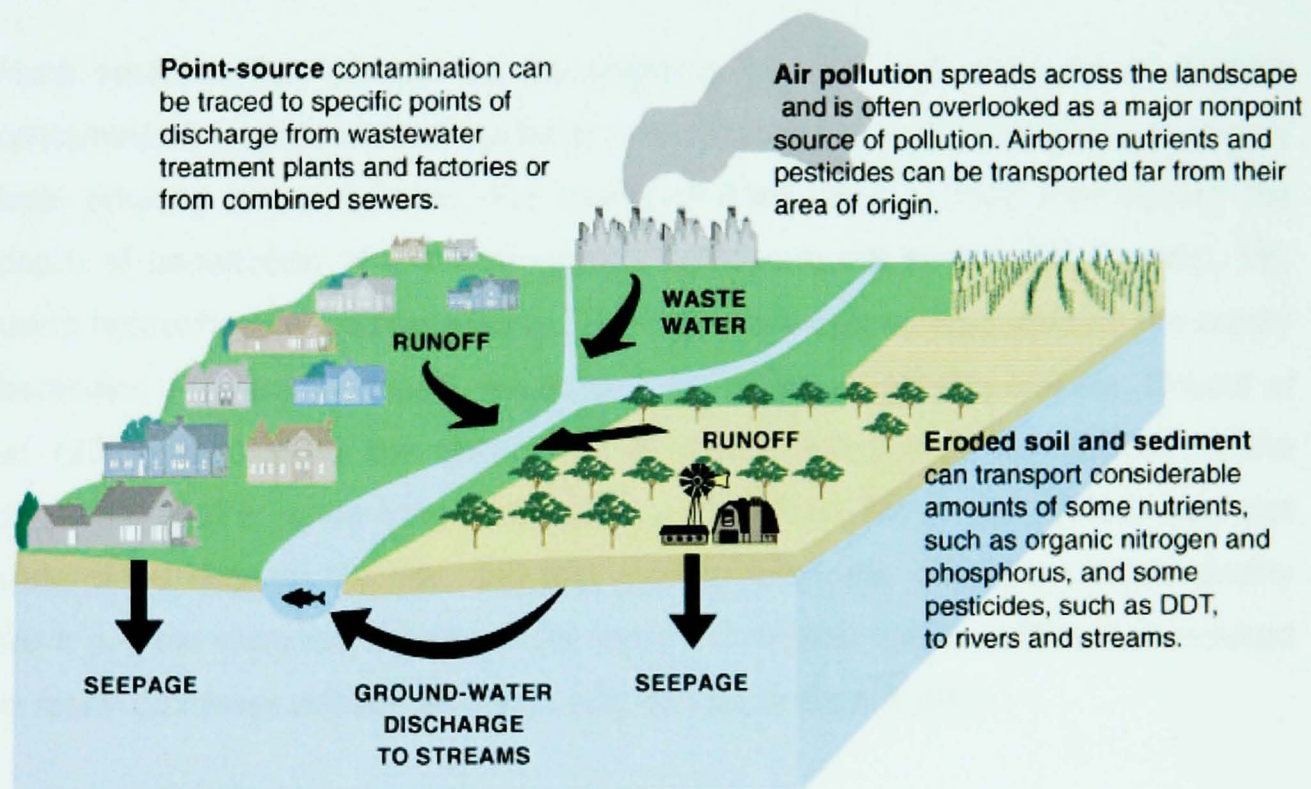 Point-source contamination can
be traced to specific points of
discharge from wastewater
treatment plants and factories or
from combined sewers.
Air pollution spreads across the landscape
and is often overlooked as a major nonpoint
source of pollution. Airborne nutrients and
pesticides can be transported far from their
area of origin.
WASTE
WATER
RUNOFF
RUNOFF
Eroded soil and sediment
can transport considerable
amounts of some nutrients,
such as organic nitrogen and
phosphorus, and some
pesticides, such as DDT,
to rivers and streams.
SEEPAGE
GROUND-WATER
DISCHARGE
TO STREAMS
SEEPAGE